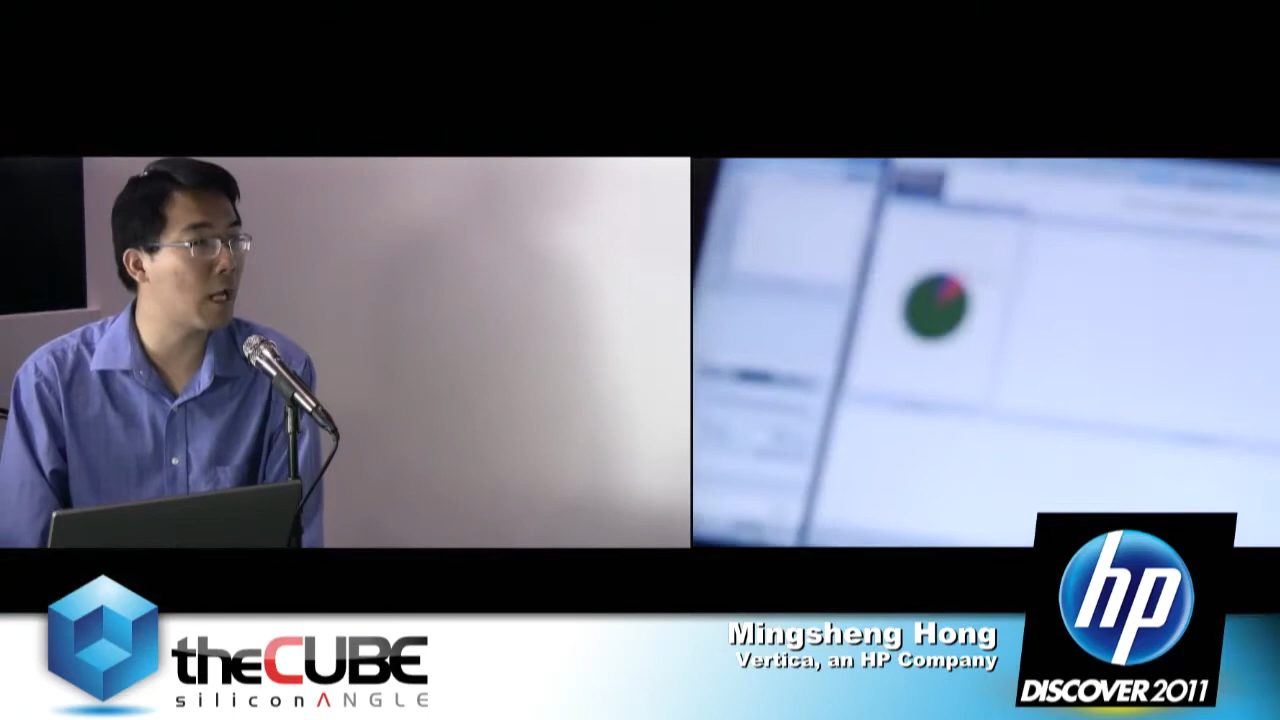 theCUBE
siliconANGLE
Mingsheng Hong
Vertica, an HP Company
hp
DISCOVER 2011